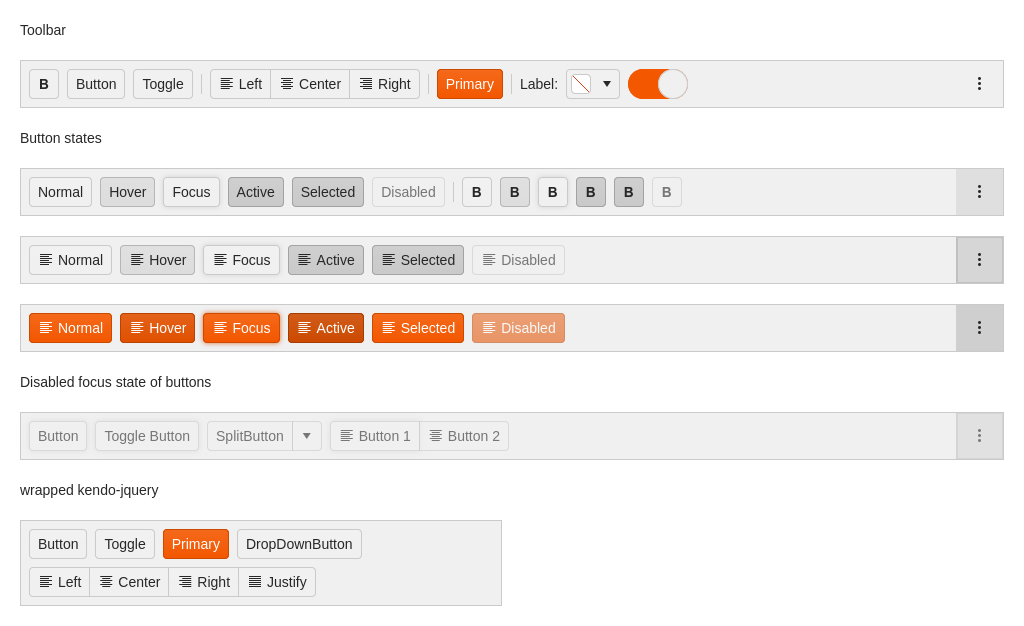 Toolbar
B Button Toggle Left Center Right Primary Label:
Button states
Normal Hover Focus Active Selected Disabled B B B B B B
Normal Hover Focus Active Selected Disabled
Normal Hover Focus Active Selected Disabled
Disabled focus state of buttons
Button Toggle Button SplitButton Button 1 Button 2
wrapped kendo-jquery
Button Toggle Primary DropDownButton
Left Center Right Justify